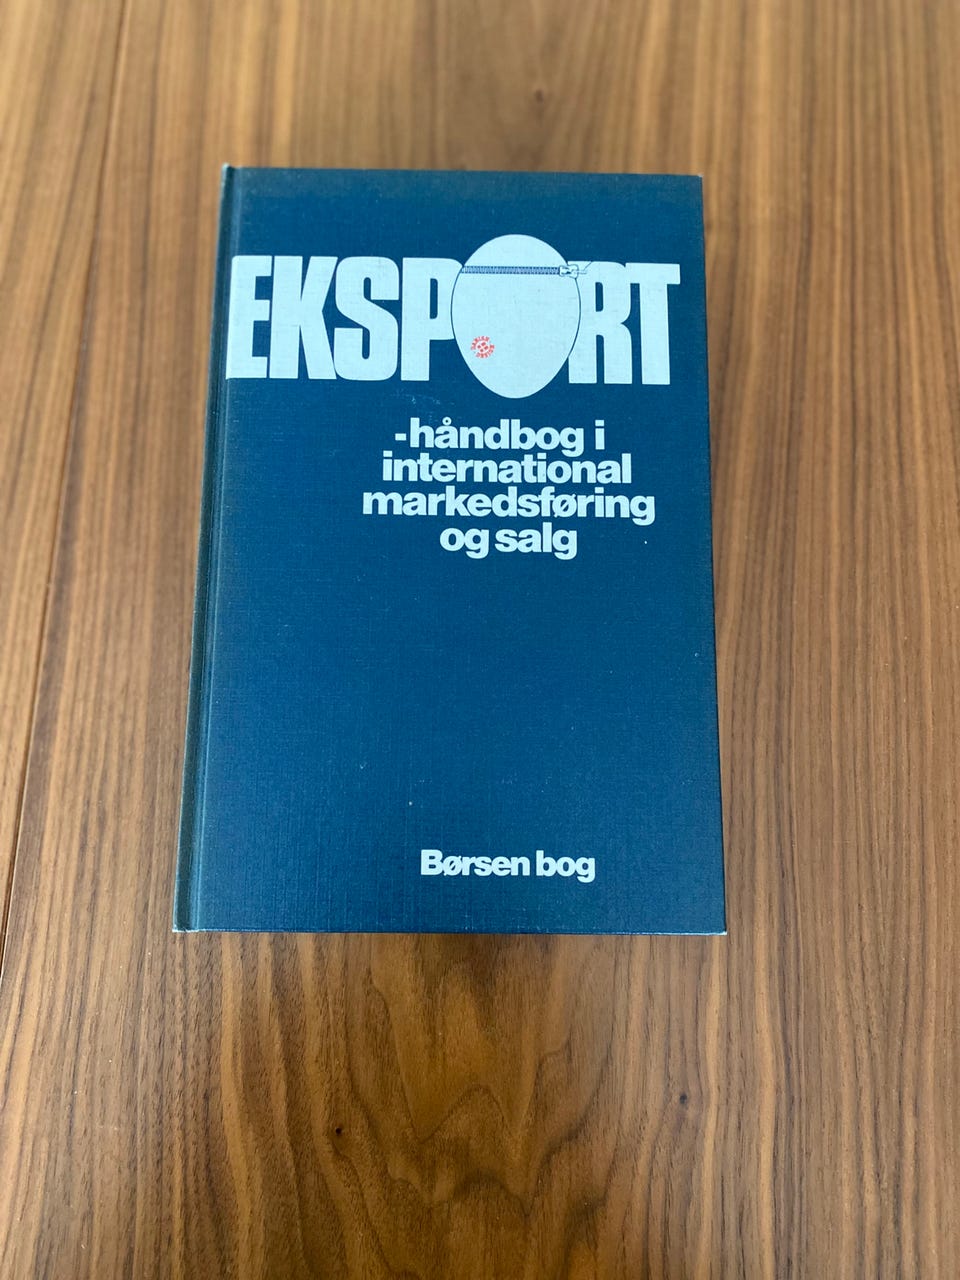 EKSPORT
-håndbog i
international
markedsføring
og salg
Børsen bog